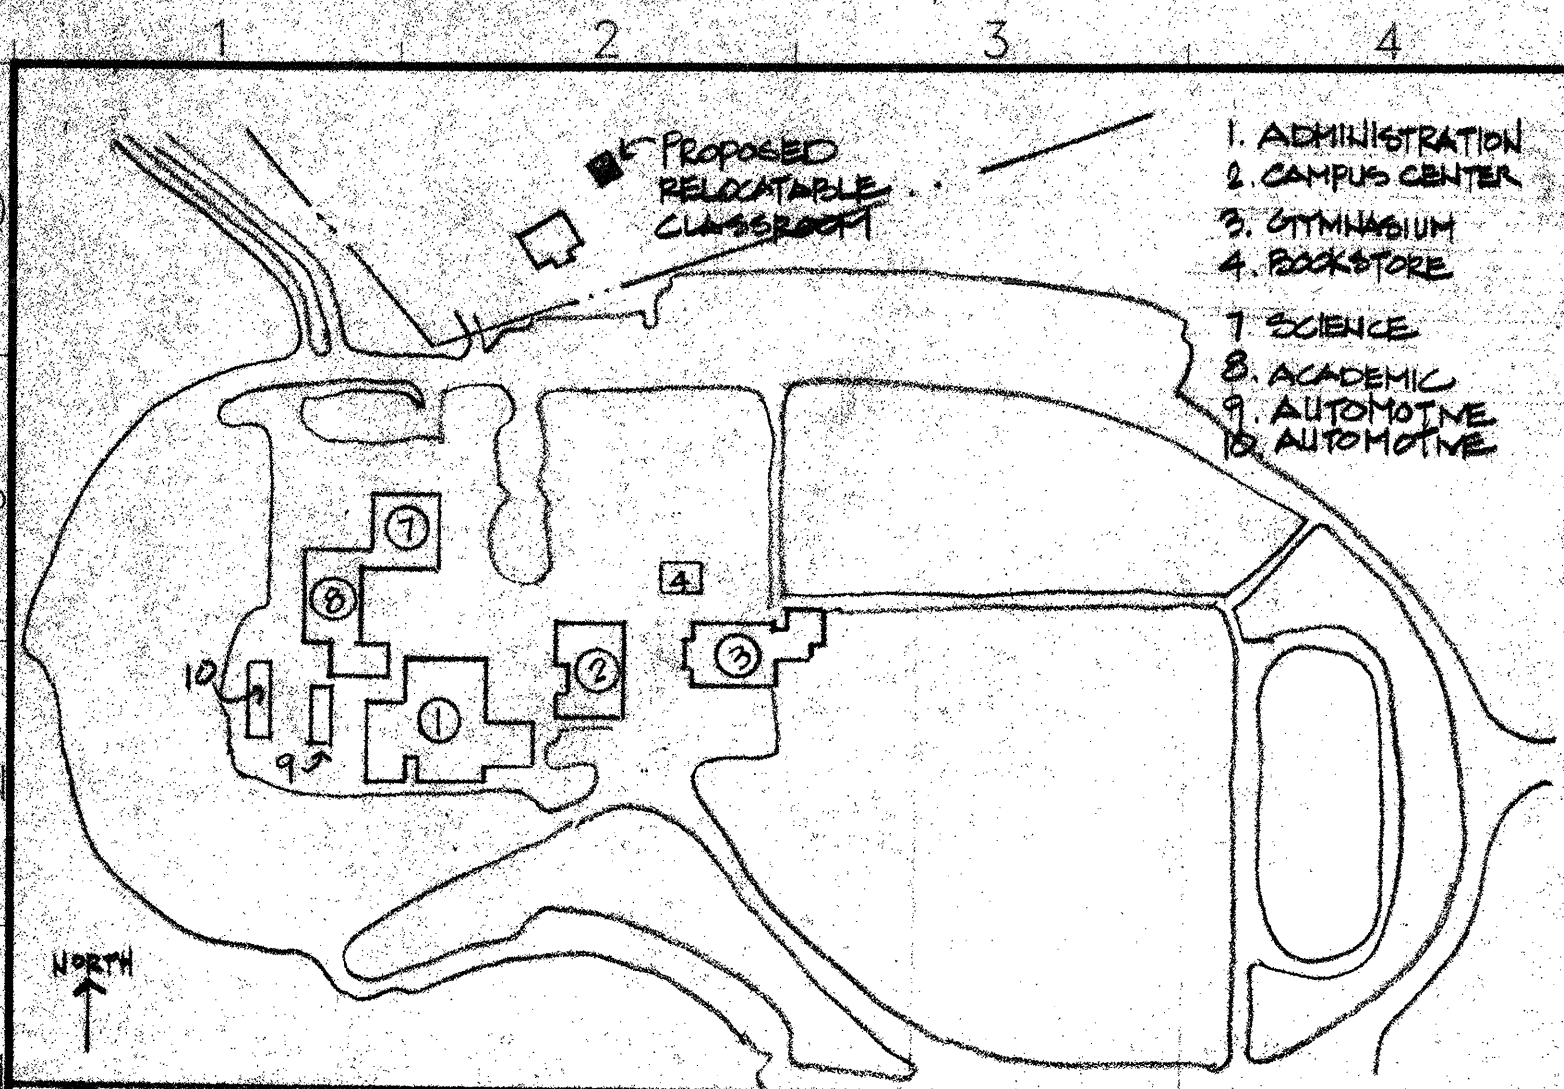 1 2 3 4
PROPOSED
RELOCATABLE
CLASSROOM
1. ADMINISTRATION
2. CAMPUS CENTER
3. GYMNASIUM
4. BOOKSTORE
7 SCIENCE
8. ACADEMIC
9. AUTOMOTIVE
10. AUTOMOTIVE
7
8
4
10
2
3
1
9
NORTH